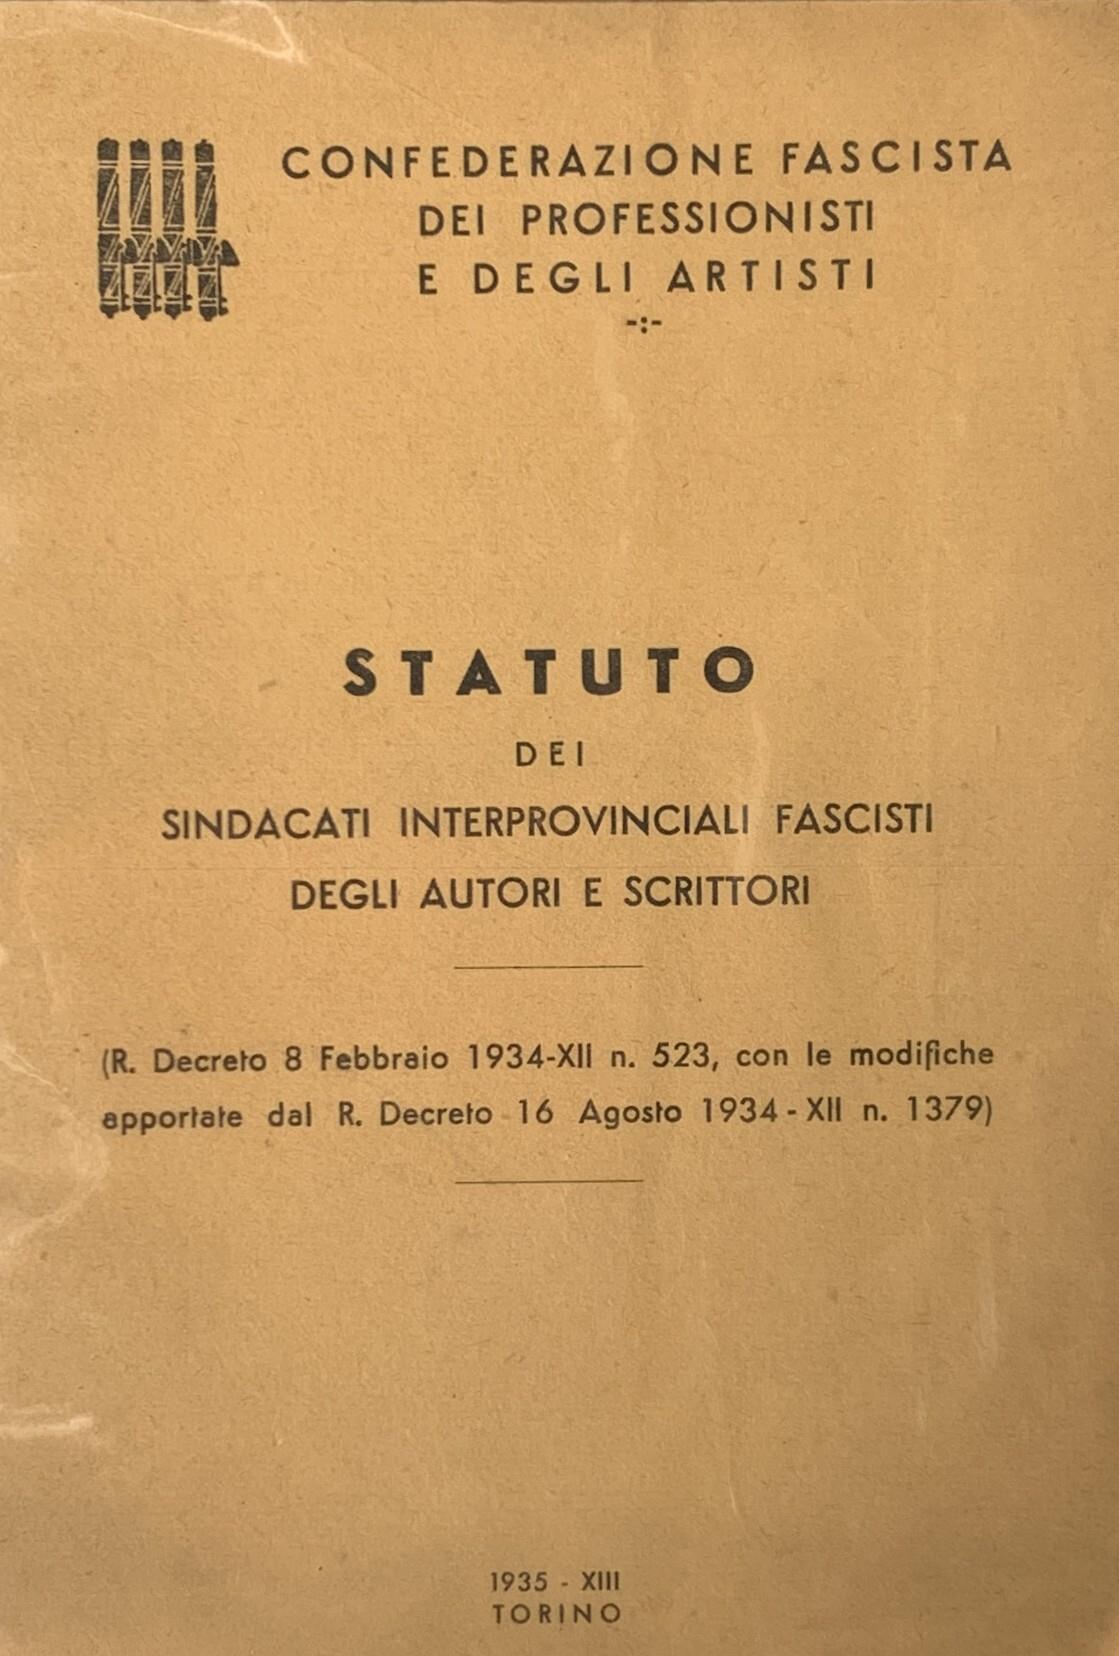 CONFEDERAZIONE FASCISTA
DEI PROFESSIONISTI
E DEGLI ARTISTI
-:-
STATUTO
DEI
SINDACATI INTERPROVINCIALI FASCISTI
DEGLI AUTORI E SCRITTORI
(R. Decreto 8 Febbraio 1934-XII n. 523, con le modifiche
apportate dal R. Decreto 16 Agosto 1934 - XII n. 1379)
1935 - XIII
TORINO